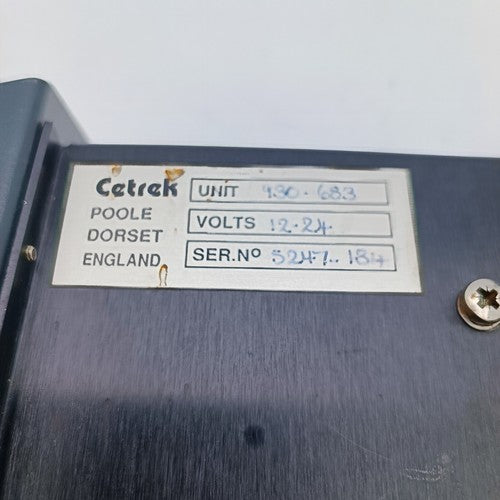 Cetrek
POOLE
DORSET
ENGLAND
UNIT 930-683
VOLTS 12-24
SER.Nº 5247-184